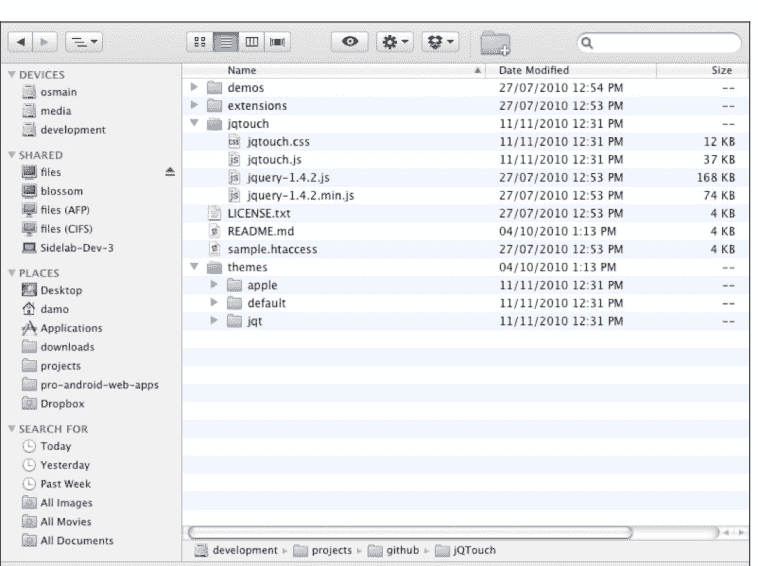 Name Date Modified Size
DEVICES
osmain
media
development
SHARED
files
blossom
files (AFP)
files (CIFS)
Sidelab-Dev-3
PLACES
Desktop
damo
Applications
downloads
projects
pro-android-web-apps
Dropbox
SEARCH FOR
Today
Yesterday
Past Week
All Images
All Movies
All Documents
demos 27/07/2010 12:54 PM --
extensions 27/07/2010 12:53 PM --
jqtouch 11/11/2010 12:31 PM --
jqtouch.css 11/11/2010 12:31 PM 12 KB
jqtouch.js 11/11/2010 12:31 PM 37 KB
jquery-1.4.2.js 27/07/2010 12:53 PM 168 KB
jquery-1.4.2.min.js 27/07/2010 12:53 PM 74 KB
LICENSE.txt 27/07/2010 12:53 PM 4 KB
README.md 04/10/2010 1:13 PM 4 KB
sample.htaccess 27/07/2010 12:53 PM 4 KB
themes 04/10/2010 1:13 PM --
apple 11/11/2010 12:31 PM --
default 11/11/2010 12:31 PM --
jqt 11/11/2010 12:31 PM --
development projects github jQTouch